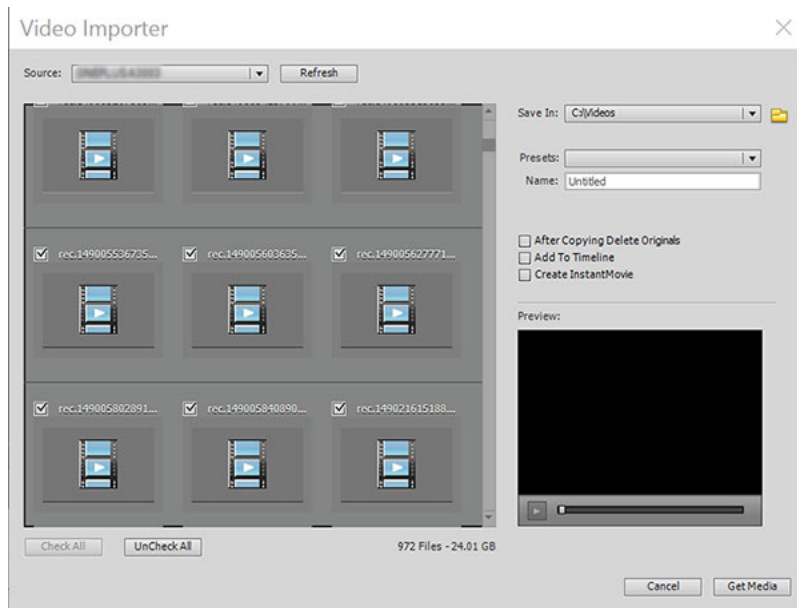 Video Importer
Source:
Refresh
Save In: C:\Videos
Presets:
Name: Untitled
rec.149005536735... rec.149005603635... rec.149005627771...
After Copying Delete Originals
Add To Timeline
Create InstantMovie
Preview:
rec.149005802891... rec.149005840890... rec.149021615188...
Check All UnCheck All 972 Files - 24.01 GB
Cancel Get Media